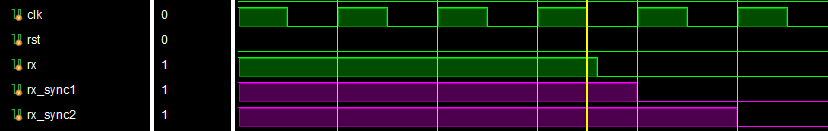 clk 0
rst 0
rx 1
rx_sync1 1
rx_sync2 1